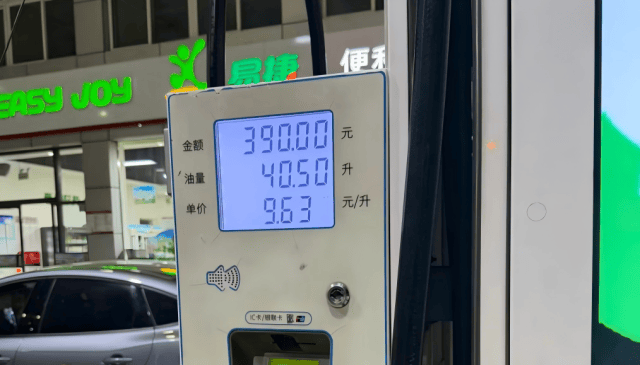 EASY JOY 易捷 便利
金额 390.00 元
油量 40.50 升
单价 9.63 元/升
IC卡/银联卡